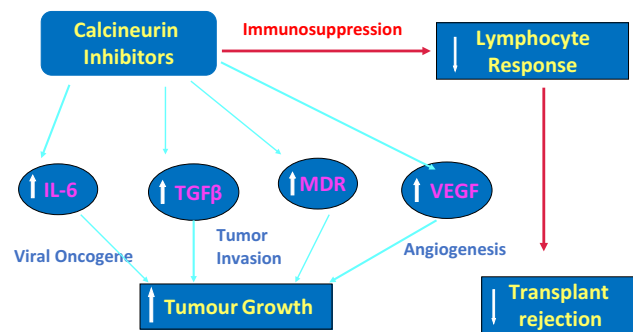 Calcineurin
Inhibitors
Immunosuppression
Lymphocyte
Response
IL-6
TGFβ
MDR
VEGF
Viral Oncogene
Tumor
Invasion
Angiogenesis
Tumour Growth
Transplant
rejection